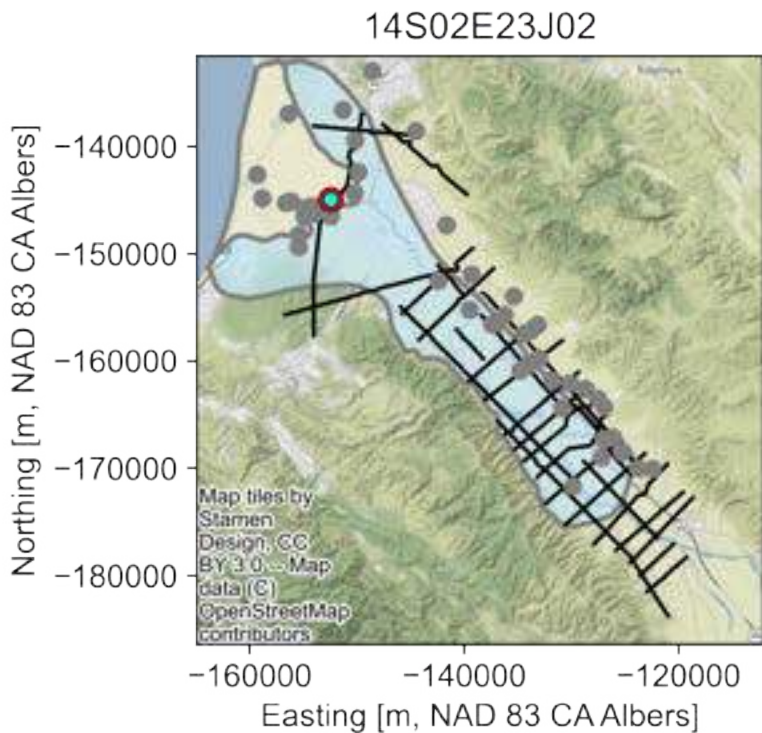 14S02E23J02
Northing [m, NAD 83 CA Albers]
−140000
−150000
−160000
−170000
−180000
Map tiles by
Stamen
Design, CC
BY 3.0 -- Map
data (C)
OpenStreetMap
contributors
−160000
−140000
−120000
Easting [m, NAD 83 CA Albers]